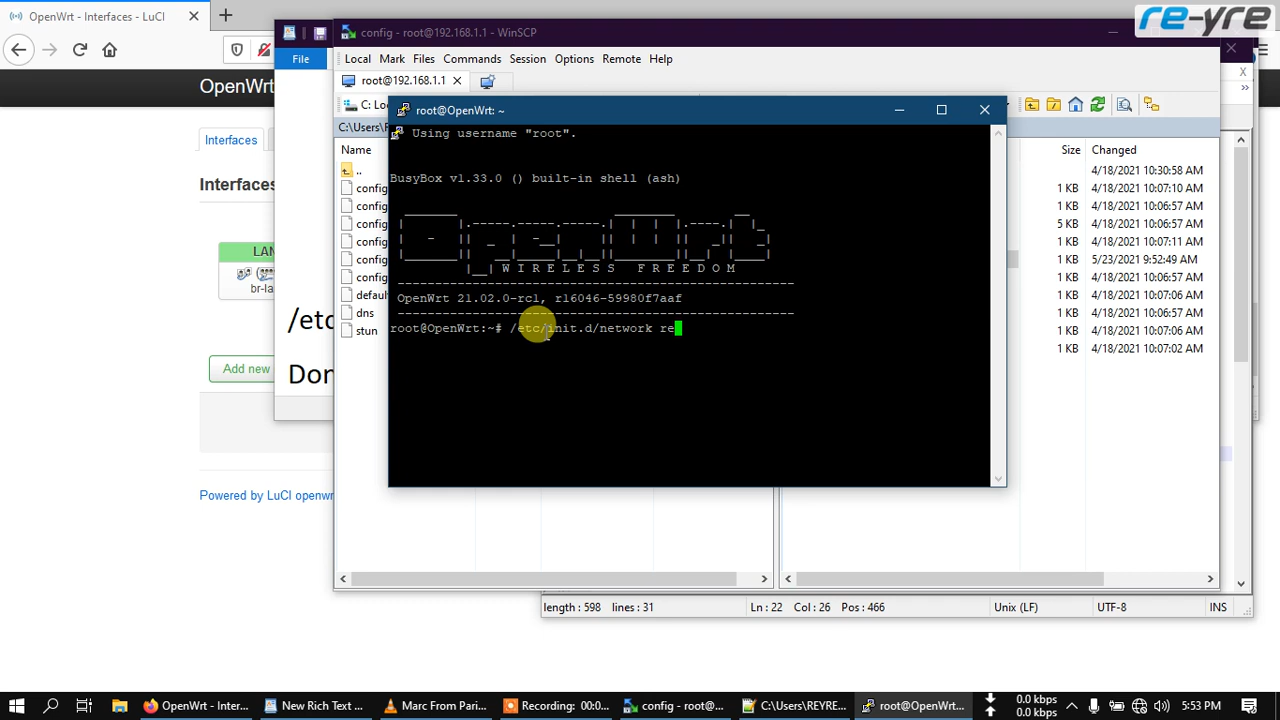 OpenWrt - Interfaces - LuCI
re-yre
config - root@192.168.1.1 - WinSCP
File
Local Mark Files Commands Session Options Remote Help
OpenWrt
root@192.168.1.1
root@OpenWrt: ~
Interfaces
Name
Size Changed
Using username "root".
..
4/18/2021 10:30:58 AM
BusyBox v1.33.0 () built-in shell (ash)
config
1 KB 4/18/2021 10:07:10 AM
config
1 KB 4/18/2021 10:06:57 AM
config
5 KB 4/18/2021 10:06:57 AM
config
1 KB 4/18/2021 10:07:11 AM
config
1 KB 5/23/2021 9:52:49 AM
config
1 KB 4/18/2021 10:06:57 AM
default
1 KB 4/18/2021 10:07:06 AM
dns
1 KB 4/18/2021 10:06:57 AM
stun
1 KB 4/18/2021 10:07:02 AM
OpenWrt
WIRELESS FREEDOM
OpenWrt 21.02.0-rc1, r16046-59980f7aaf
root@OpenWrt:~# /etc/init.d/network re
Interfaces
LAN
br-la
/etc
Add new
Don
Powered by LuCI openwr
length : 598 lines : 31 Ln : 22 Col : 26 Pos : 466 Unix (LF) UTF-8 INS
OpenWrt - Inter...
New Rich Text ...
Marc From Pari...
Recording: 00:0...
config - root@...
C:\Users\REYRE...
root@OpenWrt...
0.0 kbps
0.0 kbps
5:53 PM